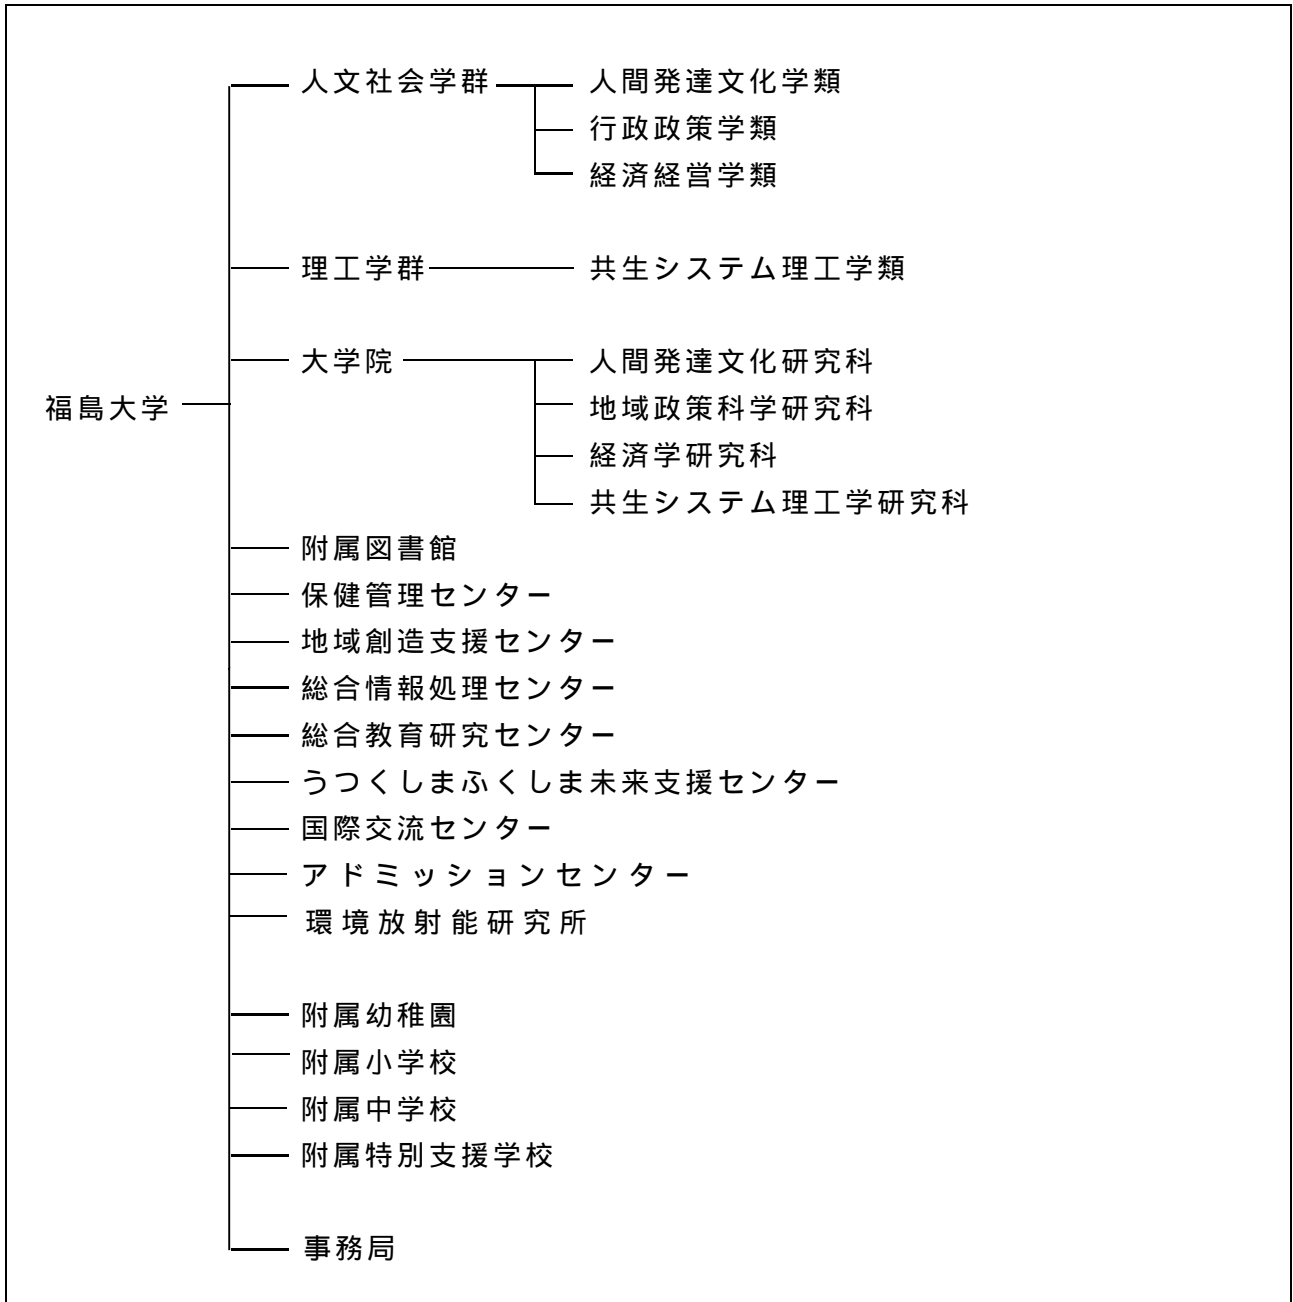 人文社会学群 人間発達文化学類
行政政策学類
経済経営学類
理工学群 共生システム理工学類
大学院 人間発達文化研究科
福島大学 地域政策科学研究科
経済学研究科
共生システム理工学研究科
附属図書館
保健管理センター
地域創造支援センター
総合情報処理センター
総合教育研究センター
うつくしまふくしま未来支援センター
国際交流センター
アドミッションセンター
環境放射能研究所
附属幼稚園
附属小学校
附属中学校
附属特別支援学校
事務局